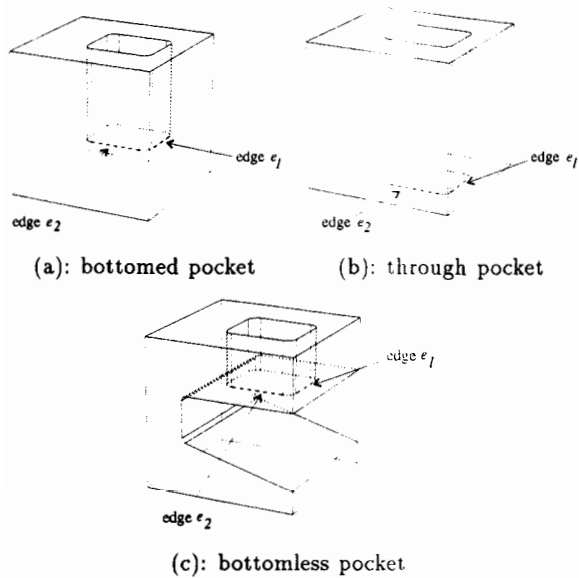 edge e1
edge e2
(a): bottomed pocket
edge e1
edge e2
(b): through pocket
edge e1
edge e2
(c): bottomless pocket